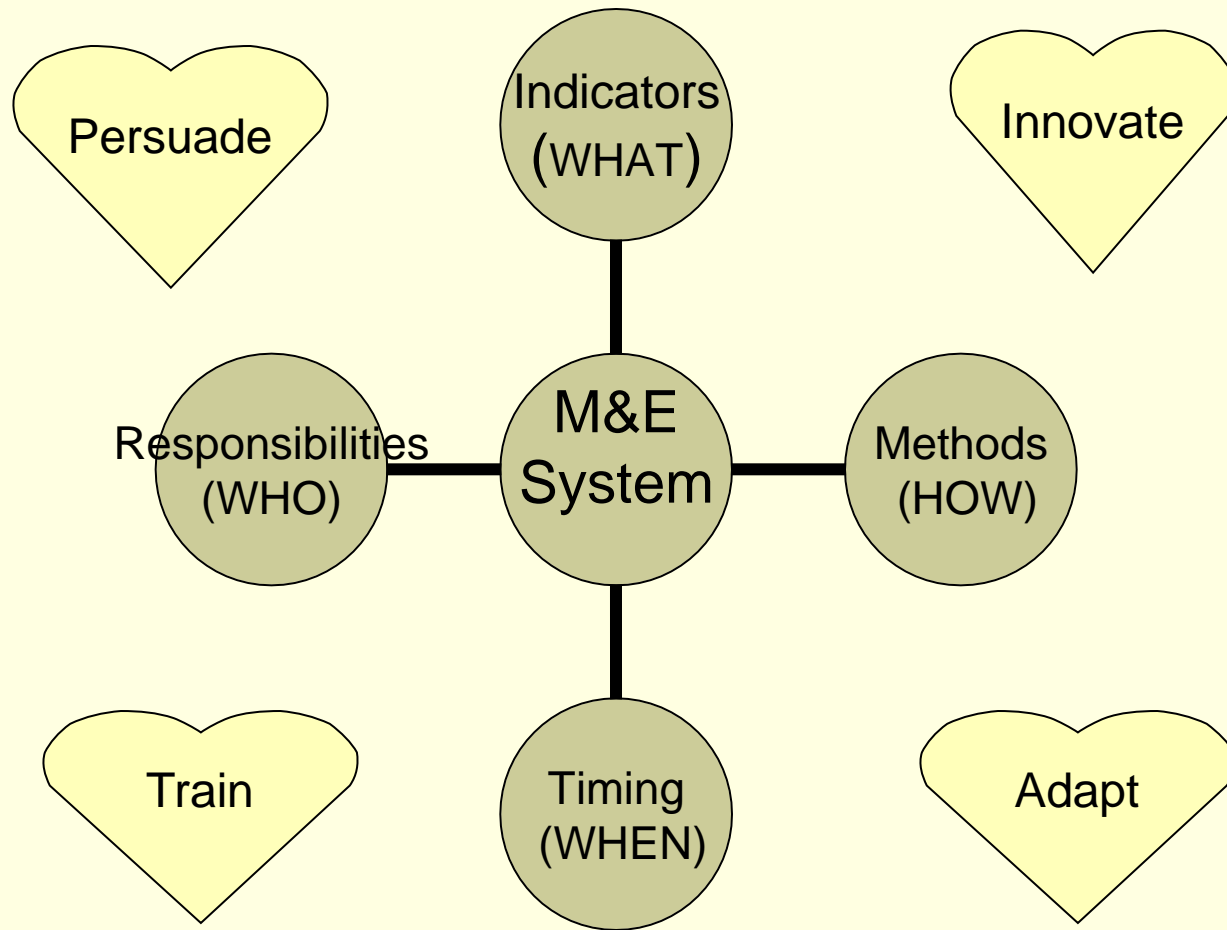 Indicators
(WHAT)
Persuade
Innovate
Responsibilities
(WHO)
M&E
System
Methods
(HOW)
Train
Timing
(WHEN)
Adapt